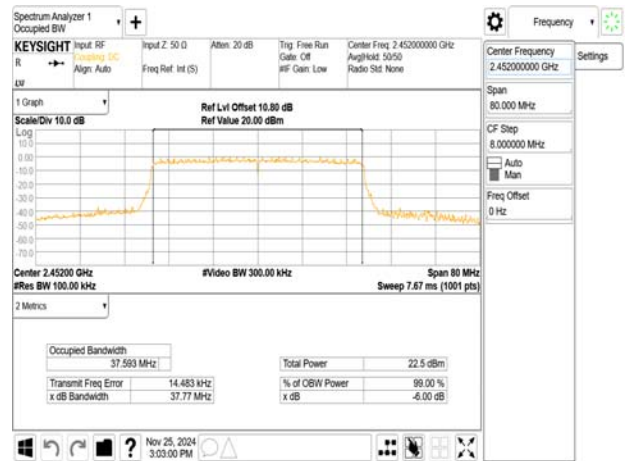 Spectrum Analyzer 1
Occupied BW
+
Frequency
KEYSIGHT
R
Input: RF
Coupling: DC
Align: Auto
Input Z: 50 Ω
Freq Ref: Int (S)
Atten: 20 dB
Trig: Free Run
Gate: Off
#IF Gain: Low
Center Freq: 2.452000000 GHz
Avg|Hold: 50/50
Radio Std: None
Center Frequency
2.452000000 GHz
Settings
Span
80.000 MHz
CF Step
8.000000 MHz
Auto
Man
Freq Offset
0 Hz
1 Graph
Scale/Div 10.0 dB
Ref Lvl Offset 10.80 dB
Ref Value 20.00 dBm
Log
10.0
0.00
-10.0
-20.0
-30.0
-40.0
-50.0
-60.0
-70.0
Center 2.45200 GHz
#Res BW 100.00 kHz
#Video BW 300.00 kHz
Span 80 MHz
Sweep 7.67 ms (1001 pts)
2 Metrics
Occupied Bandwidth
37.593 MHz
Transmit Freq Error 14.483 kHz
x dB Bandwidth 37.77 MHz
Total Power 22.5 dBm
% of OBW Power 99.00 %
x dB -6.00 dB
?
Nov 25, 2024
3:03:00 PM